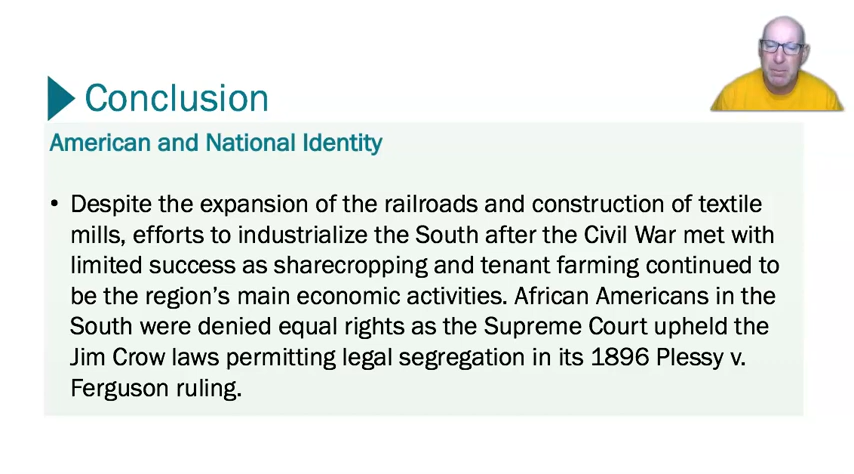 Conclusion
American and National Identity
• Despite the expansion of the railroads and construction of textile
mills, efforts to industrialize the South after the Civil War met with
limited success as sharecropping and tenant farming continued to
be the region's main economic activities. African Americans in the
South were denied equal rights as the Supreme Court upheld the
Jim Crow laws permitting legal segregation in its 1896 Plessy v.
Ferguson ruling.